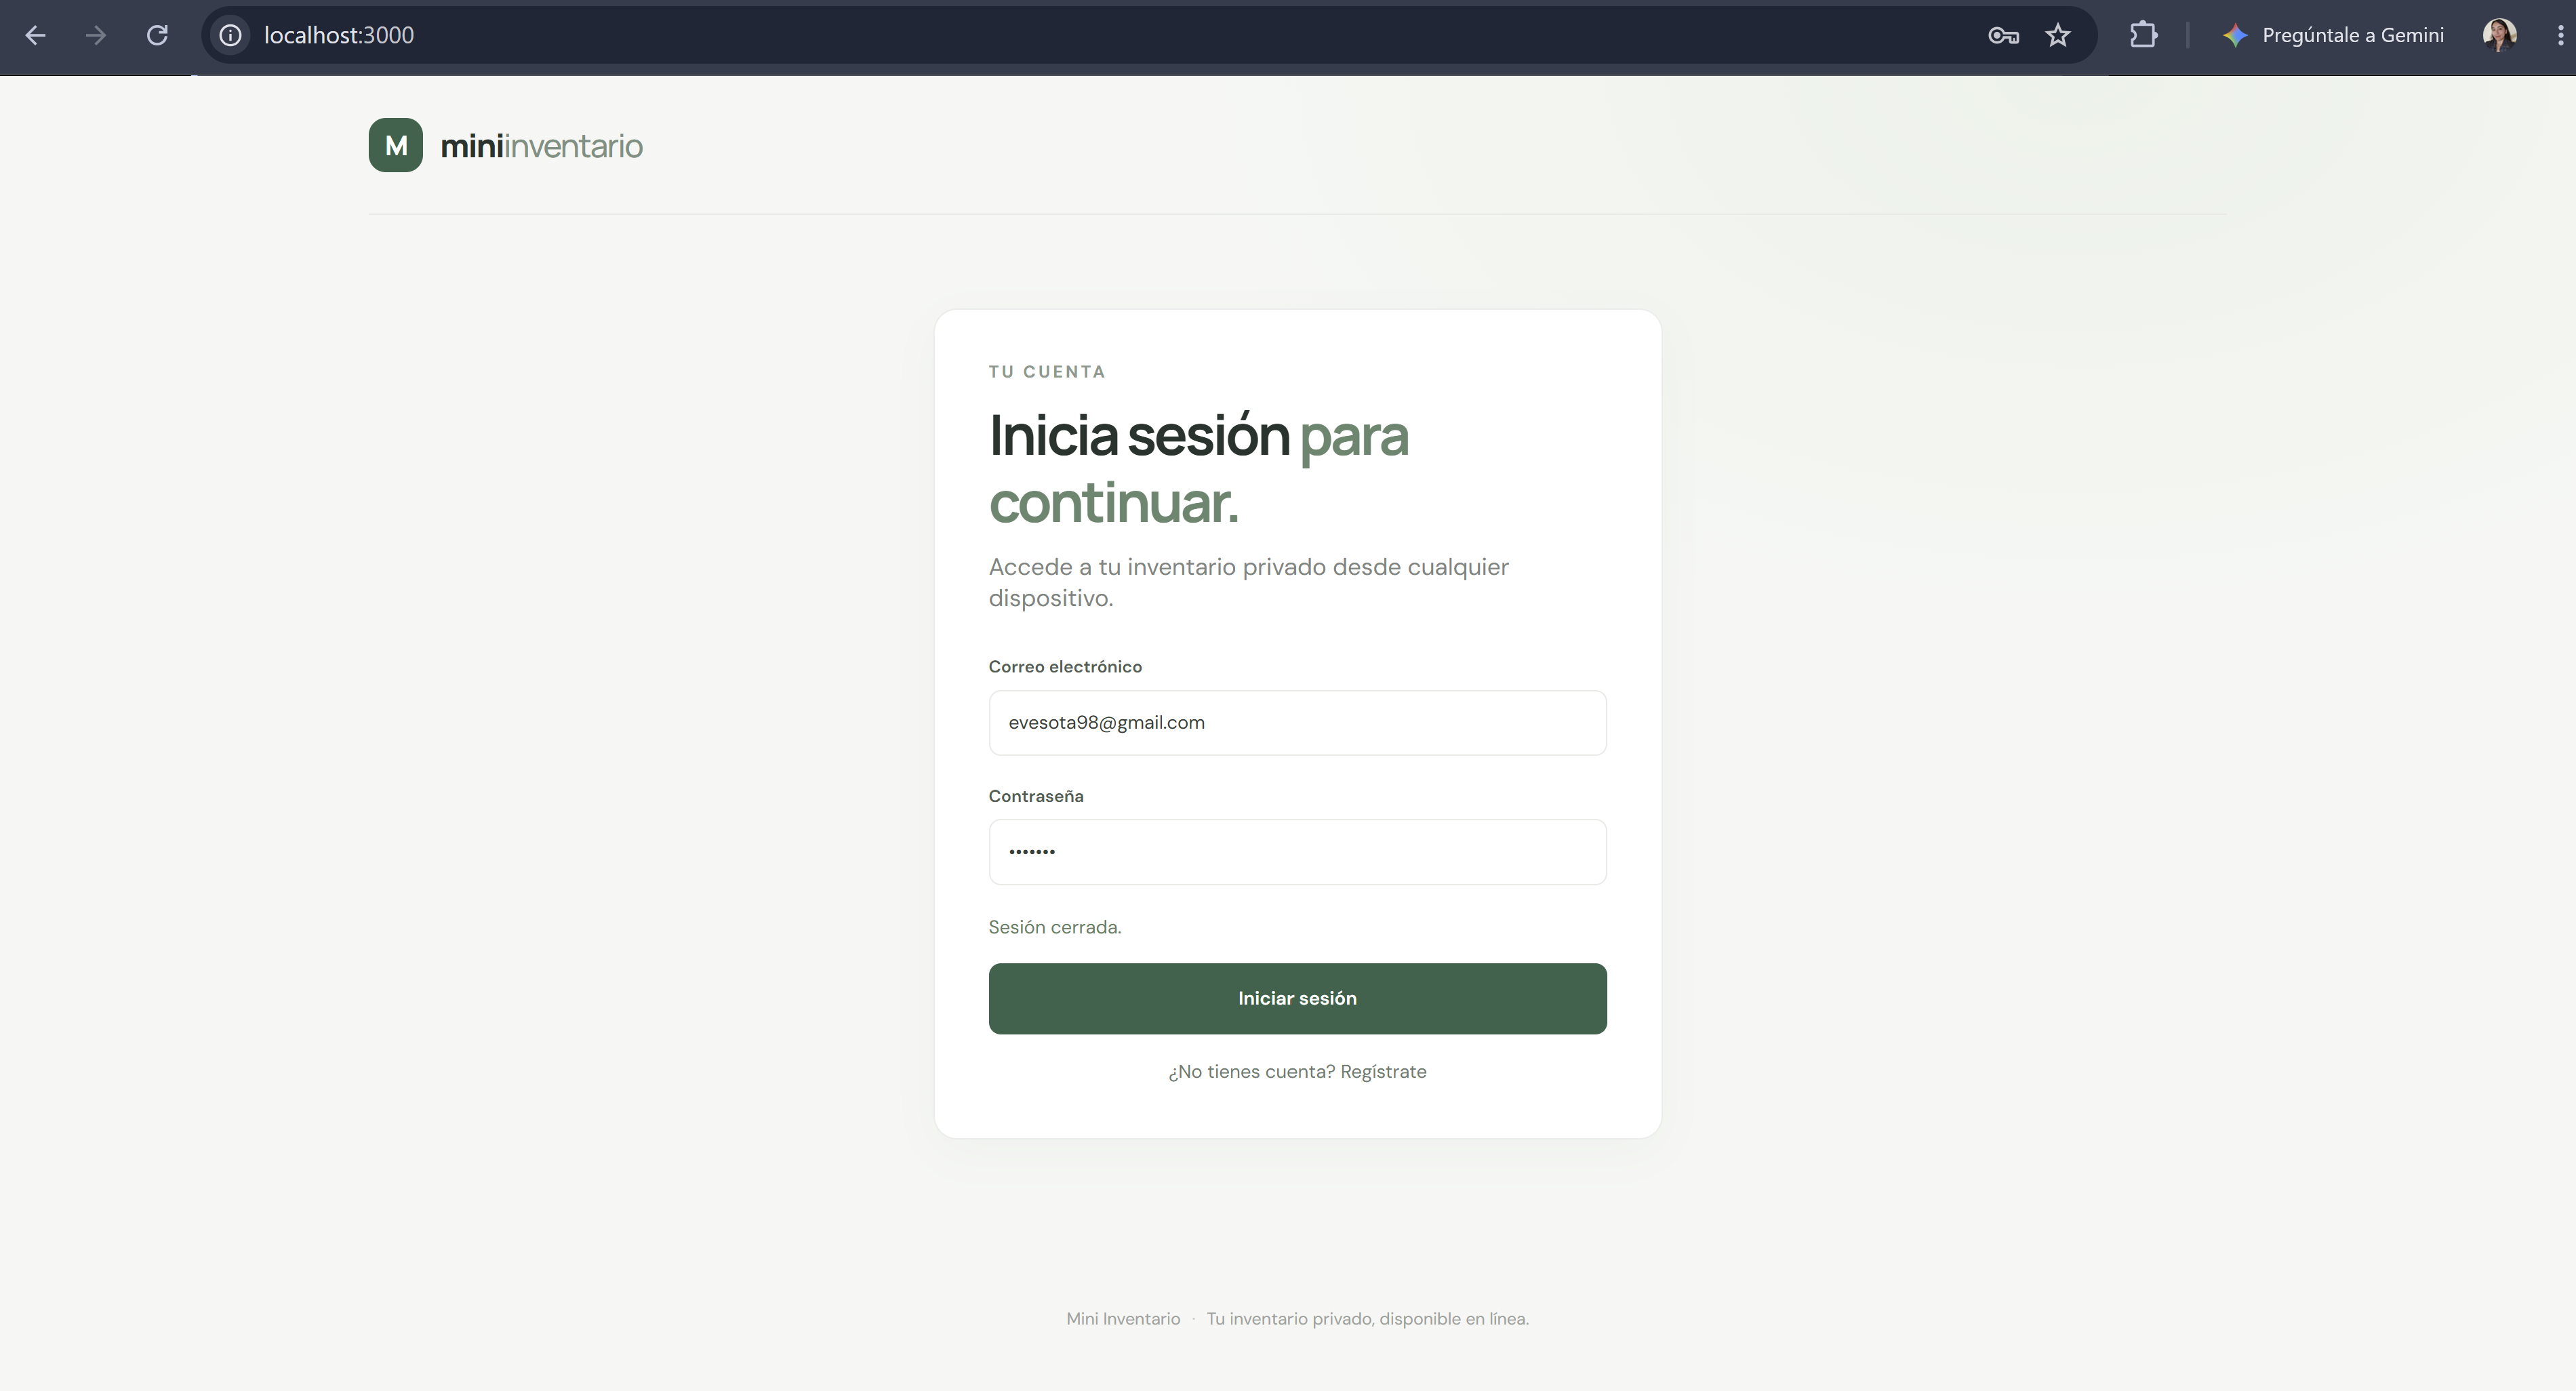 localhost:3000
Pregúntale a Gemini
M
miniinventario
TU CUENTA
Inicia sesión para
continuar.
Accede a tu inventario privado desde cualquier
dispositivo.
Correo electrónico
evesota98@gmail.com
Contraseña
•••••••
Sesión cerrada.
Iniciar sesión
¿No tienes cuenta? Regístrate
Mini Inventario · Tu inventario privado, disponible en línea.